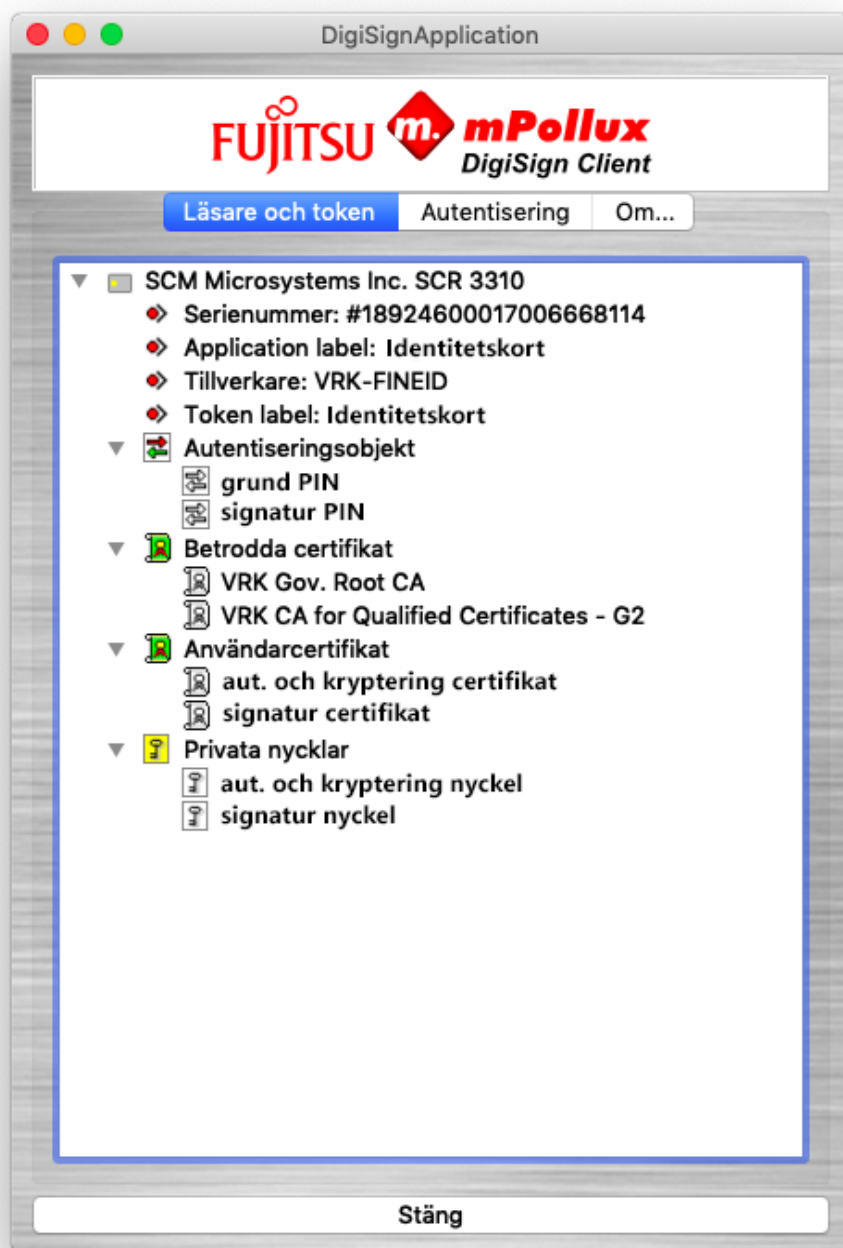 DigiSignApplication
FUJITSU m. mPollux
DigiSign Client
Läsare och token Autentisering Om...
SCM Microsystems Inc. SCR 3310
Serienummer: #18924600017006668114
Application label: Identitetskort
Tillverkare: VRK-FINEID
Token label: Identitetskort
Autentiseringsobjekt
grund PIN
signatur PIN
Betrodda certifikat
VRK Gov. Root CA
VRK CA for Qualified Certificates - G2
Användarcertifikat
aut. och kryptering certifikat
signatur certifikat
Privata nycklar
aut. och kryptering nyckel
signatur nyckel
Stäng